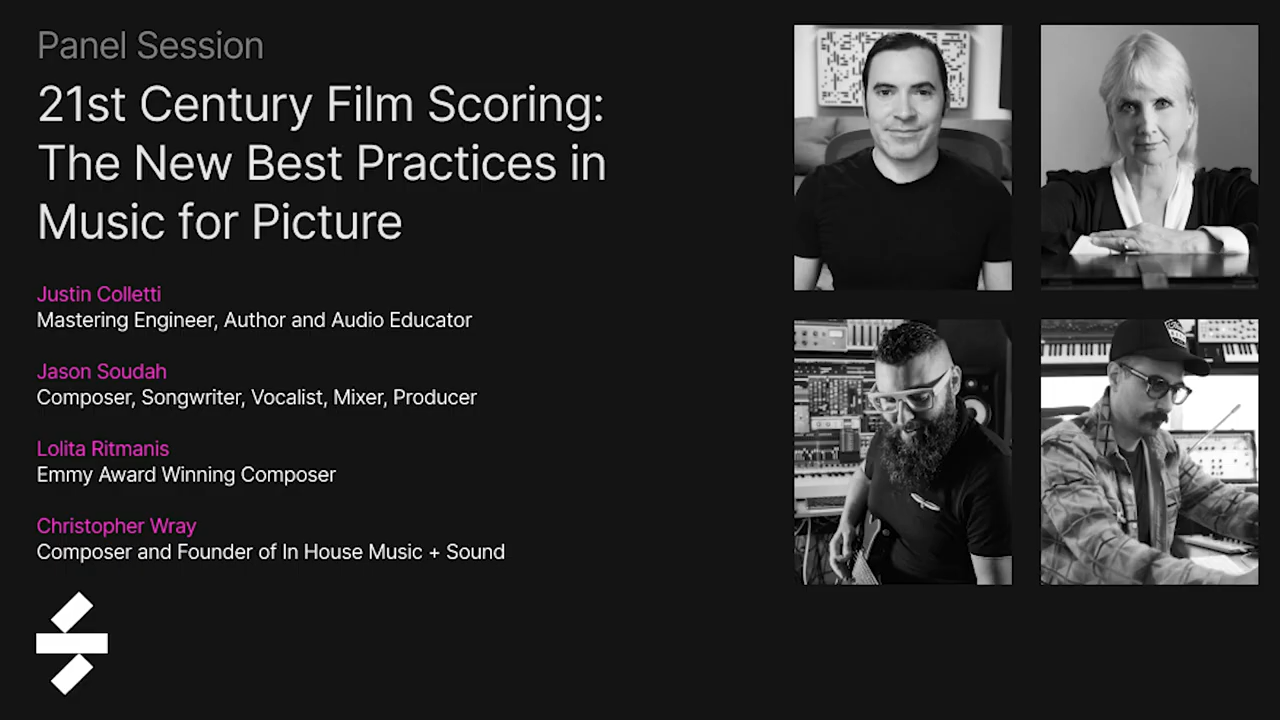 Panel Session
21st Century Film Scoring:
The New Best Practices in
Music for Picture
Justin Colletti
Mastering Engineer, Author and Audio Educator
Jason Soudah
Composer, Songwriter, Vocalist, Mixer, Producer
Lolita Ritmanis
Emmy Award Winning Composer
Christopher Wray
Composer and Founder of In House Music + Sound